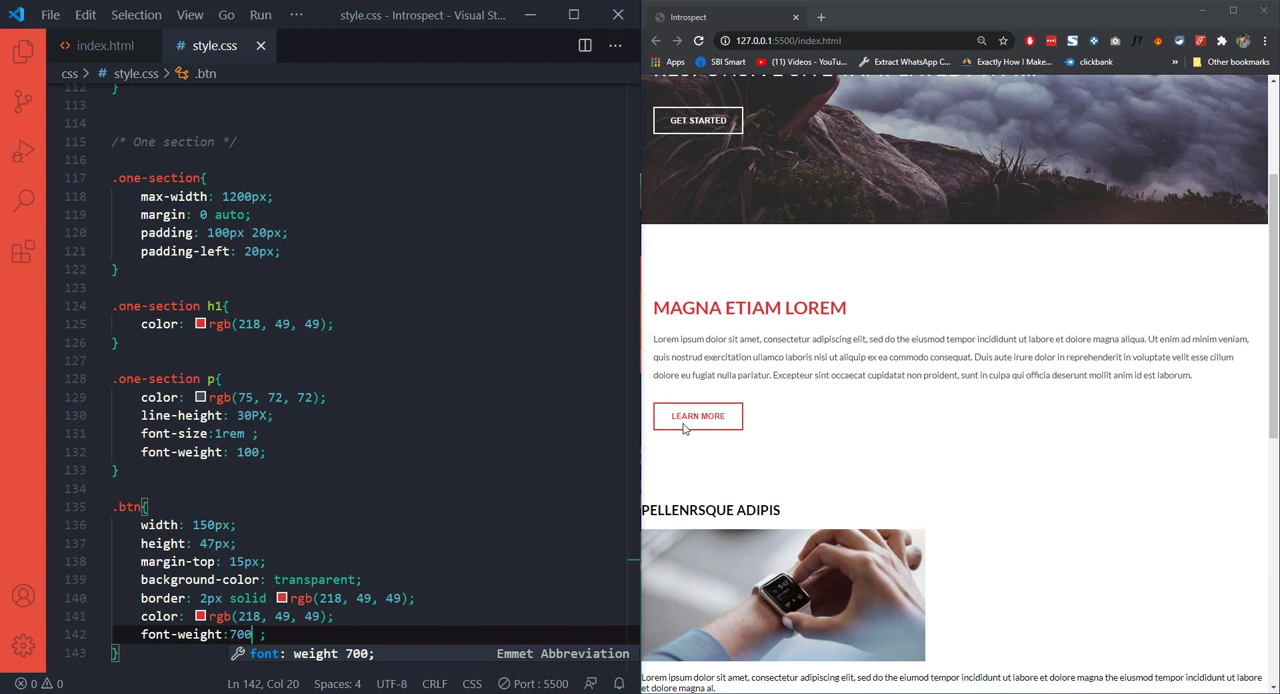 File Edit Selection View Go Run ··· style.css - Introspect - Visual St...
index.html style.css
css > # style.css > .btn
112 }
113
114
115 /* One section */
116
117 .one-section{
118 max-width: 1200px;
119 margin: 0 auto;
120 padding: 100px 20px;
121 padding-left: 20px;
122 }
123
124 .one-section h1{
125 color: rgb(218, 49, 49);
126 }
127
128 .one-section p{
129 color: rgb(75, 72, 72);
130 line-height: 30PX;
131 font-size:1rem ;
132 font-weight: 100;
133 }
134
135 .btn{
136 width: 150px;
137 height: 47px;
138 margin-top: 15px;
139 background-color: transparent;
140 border: 2px solid rgb(218, 49, 49);
141 color: rgb(218, 49, 49);
142 font-weight:700 ;
143 }
font: weight 700; Emmet Abbreviation
0 0 Ln 142, Col 20 Spaces: 4 UTF-8 CRLF CSS Port : 5500
Introspect
127.0.0.1:5500/index.html
Apps SBI Smart (11) Videos - YouTu... Extract WhatsApp C... Exactly How I Make... clickbank » Other bookmarks
GET STARTED
MAGNA ETIAM LOREM
Lorem ipsum dolor sit amet, consectetur adipiscing elit, sed do the eiusmod tempor incididunt ut labore et dolore magna aliqua. Ut enim ad minim veniam,
quis nostrud exercitation ullamco laboris nisi ut aliquip ex ea commodo consequat. Duis aute irure dolor in reprehenderit in voluptate velit esse cillum
dolore eu fugiat nulla pariatur. Excepteur sint occaecat cupidatat non proident, sunt in culpa qui officia deserunt mollit anim id est laborum.
LEARN MORE
PELLENRSQUE ADIPIS
Lorem ipsum dolor sit amet, consectetur adipiscing elit, sed do the eiusmod tempor incididunt ut labore et
et dolore magna al.